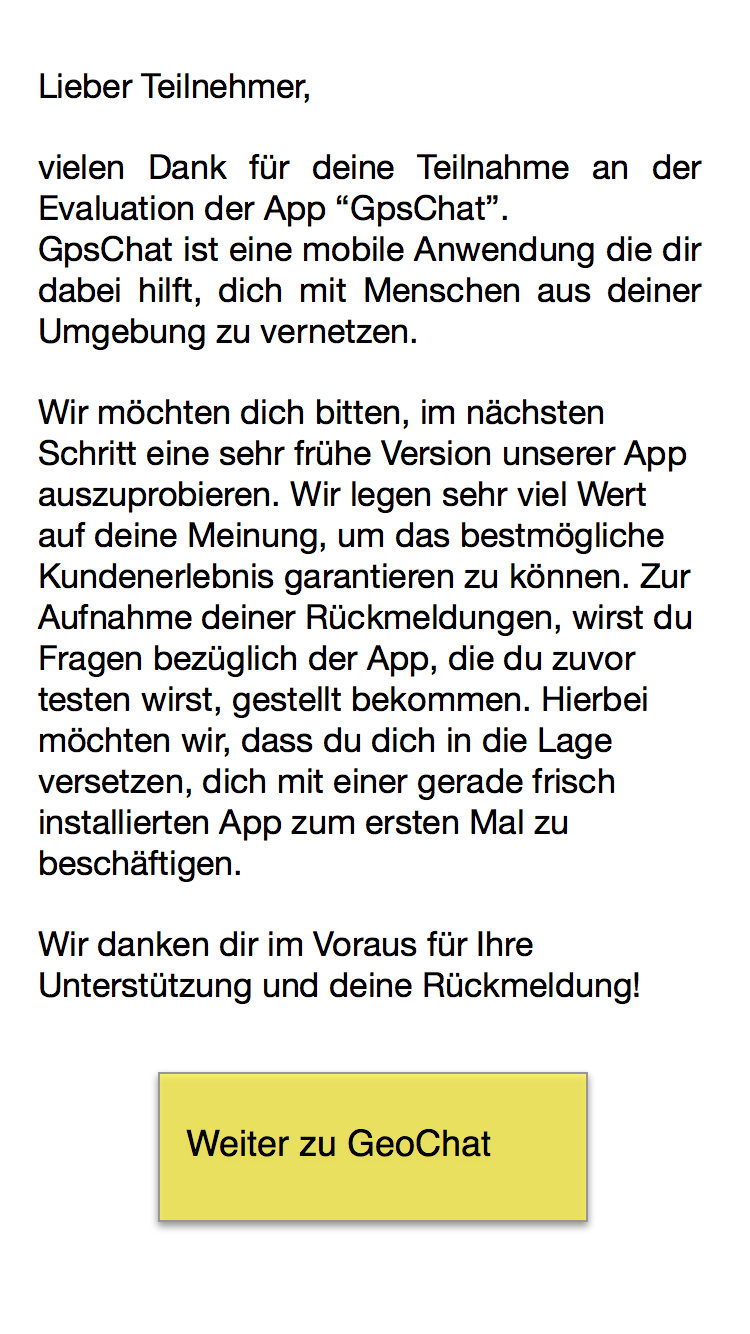 Lieber Teilnehmer,
vielen Dank für deine Teilnahme an der
Evaluation der App “GpsChat”.
GpsChat ist eine mobile Anwendung die dir
dabei hilft, dich mit Menschen aus deiner
Umgebung zu vernetzen.
Wir möchten dich bitten, im nächsten
Schritt eine sehr frühe Version unserer App
auszuprobieren. Wir legen sehr viel Wert
auf deine Meinung, um das bestmögliche
Kundenerlebnis garantieren zu können. Zur
Aufnahme deiner Rückmeldungen, wirst du
Fragen bezüglich der App, die du zuvor
testen wirst, gestellt bekommen. Hierbei
möchten wir, dass du dich in die Lage
versetzen, dich mit einer gerade frisch
installierten App zum ersten Mal zu
beschäftigen.
Wir danken dir im Voraus für Ihre
Unterstützung und deine Rückmeldung!
Weiter zu GeoChat